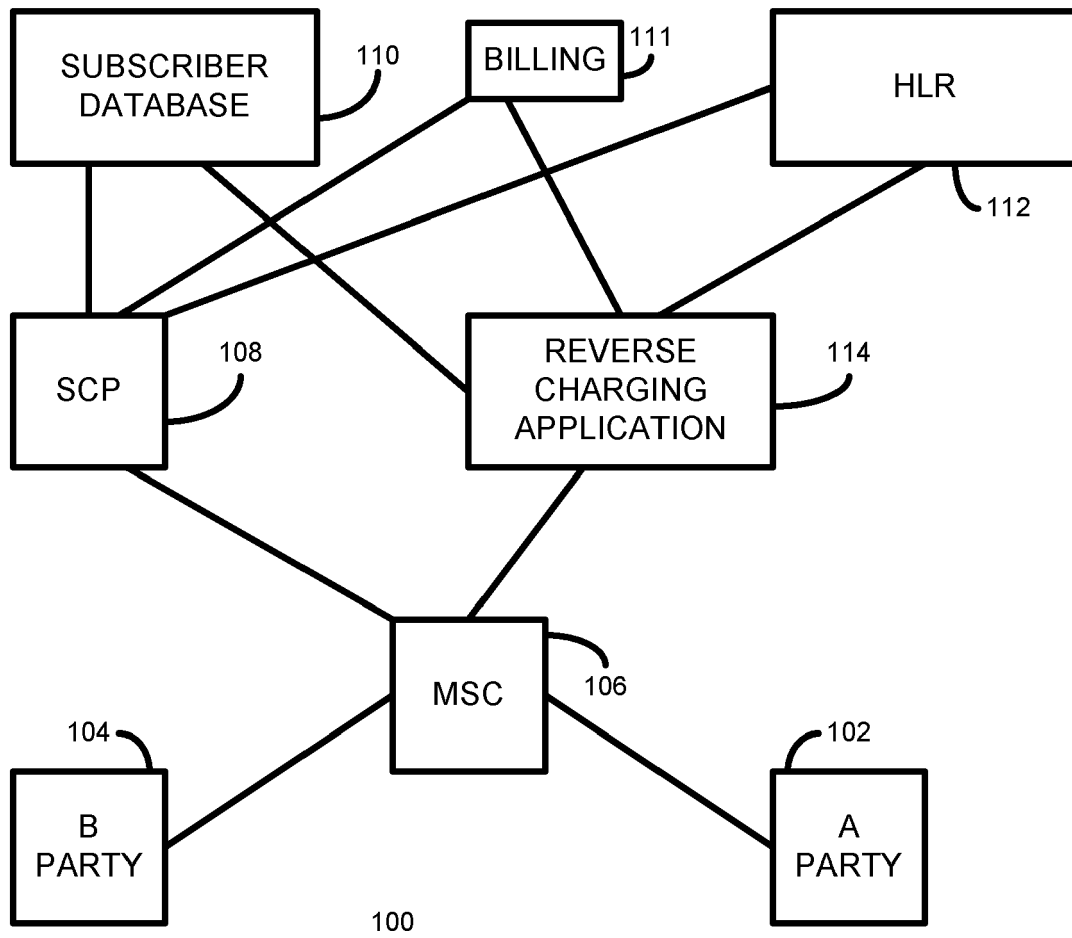 SUBSCRIBER
DATABASE
110
BILLING
111
HLR
112
SCP
108
REVERSE
CHARGING
APPLICATION
114
MSC
106
104
102
B
PARTY
A
PARTY
100